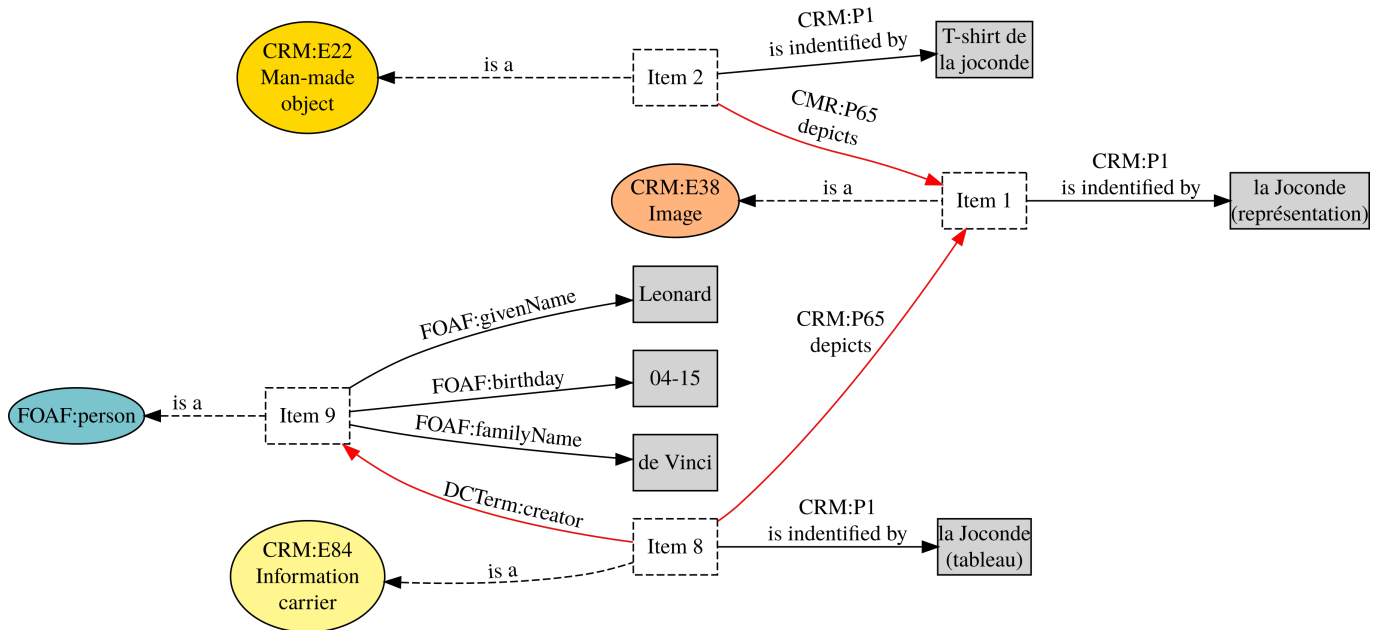 CRM:E22
Man-made
object
is a
Item 2
CRM:P1
is indentified by
T-shirt de
la joconde
CMR:P65
depicts
CRM:E38
Image
is a
Item 1
CRM:P1
is indentified by
la Joconde
(représentation)
CRM:P65
depicts
FOAF:person
is a
Item 9
FOAF:givenName
Leonard
FOAF:birthday
04-15
FOAF:familyName
de Vinci
DCTerm:creator
CRM:E84
Information
carrier
is a
Item 8
CRM:P1
is indentified by
la Joconde
(tableau)